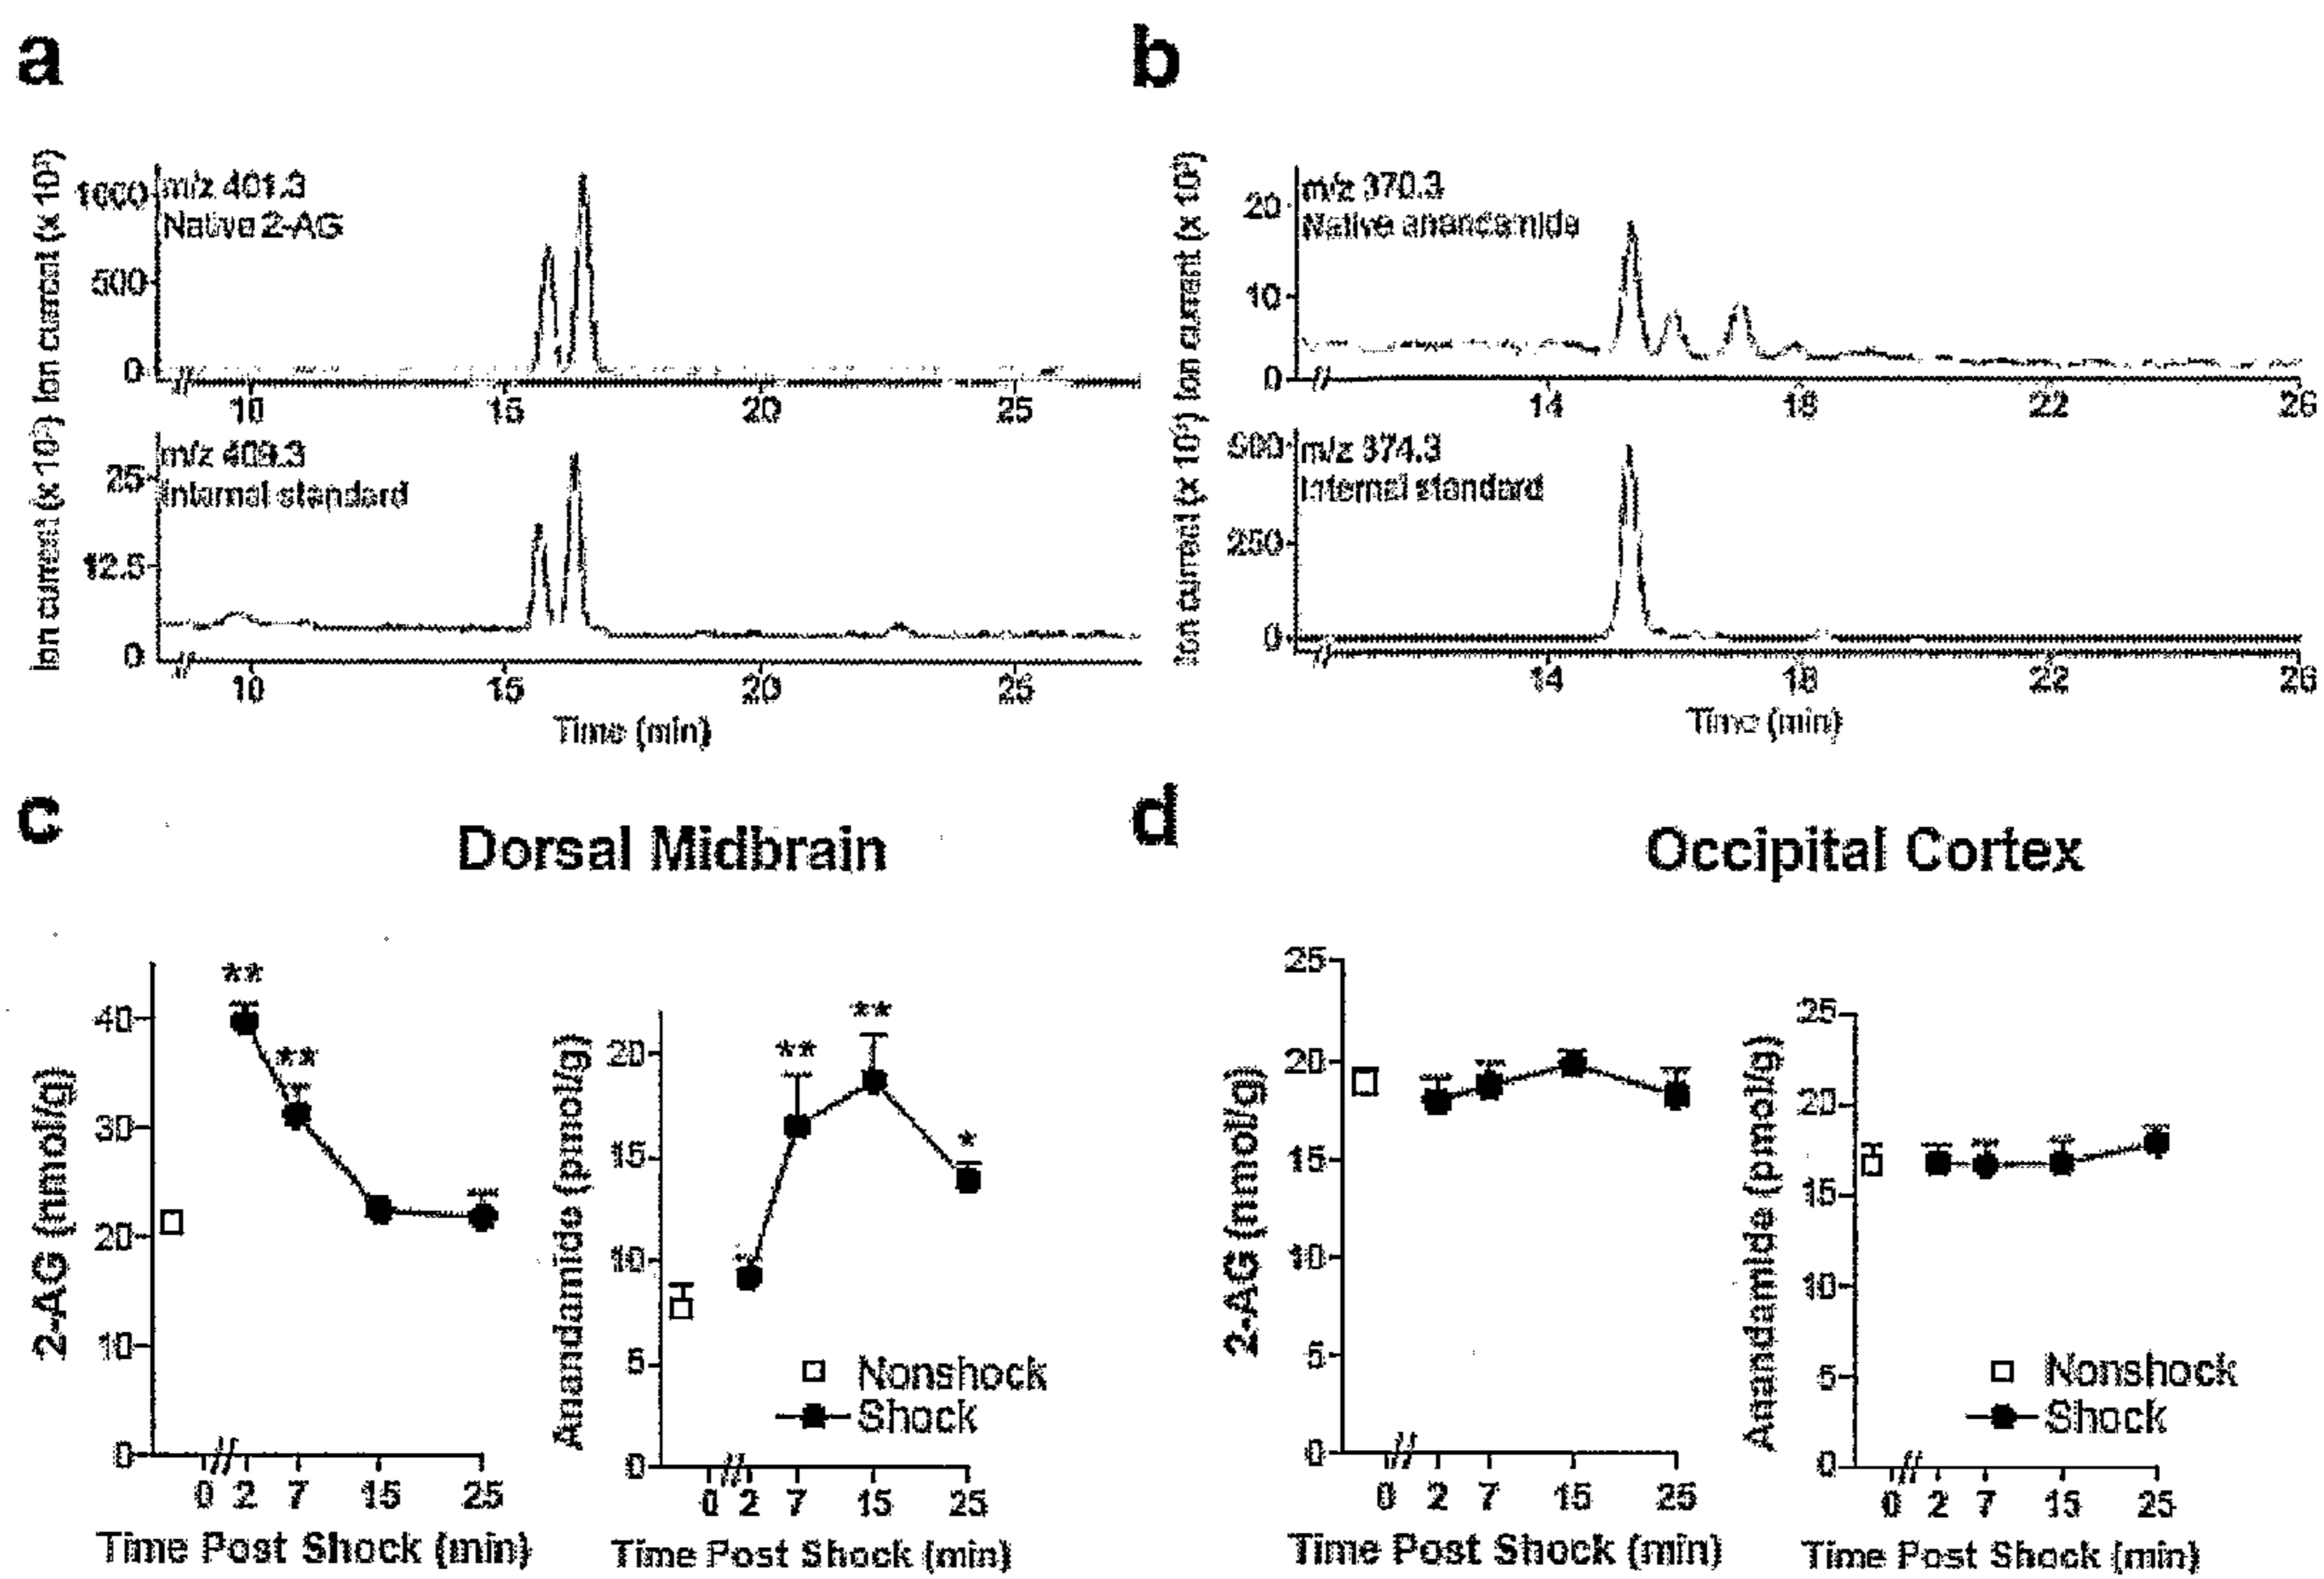 a
b
Ion current (x 10³) Ion current (x 10³)
1000
500
0
m/z 401.3
Native 2-AG
10 15 20 25
25
12.5
0
m/z 409.3
Internal standard
10 15 20 25
Time (min)
Ion current (x 10³) Ion current (x 10³)
20
10
0
m/z 370.3
Native anandamide
14 18 22 26
500
250
0
m/z 374.3
Internal standard
14 18 22 26
Time (min)
c
Dorsal Midbrain
2-AG (nmol/g)
40
30
20
10
0
**
**
0 2 7 15 25
Time Post Shock (min)
Anandamide (pmol/g)
20
15
10
5
0
**
**
*
Nonshock
Shock
0 2 7 15 25
Time Post Shock (min)
d
Occipital Cortex
2-AG (nmol/g)
25
20
15
10
5
0
0 2 7 15 25
Time Post Shock (min)
Anandamide (pmol/g)
25
20
15
10
5
0
Nonshock
Shock
0 2 7 15 25
Time Post Shock (min)